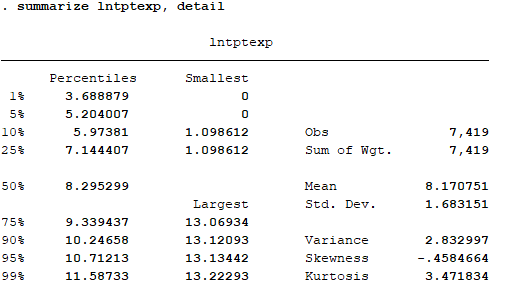 . summarize lntptexp, detail
lntptexp
Percentiles Smallest
1% 3.688879 0
5% 5.204007 0
10% 5.97381 1.098612 Obs 7,419
25% 7.144407 1.098612 Sum of Wgt. 7,419
50% 8.295299 Mean 8.170751
Largest Std. Dev. 1.683151
75% 9.339437 13.06934
90% 10.24658 13.12093 Variance 2.832997
95% 10.71213 13.13442 Skewness -.4584664
99% 11.58733 13.22293 Kurtosis 3.471834